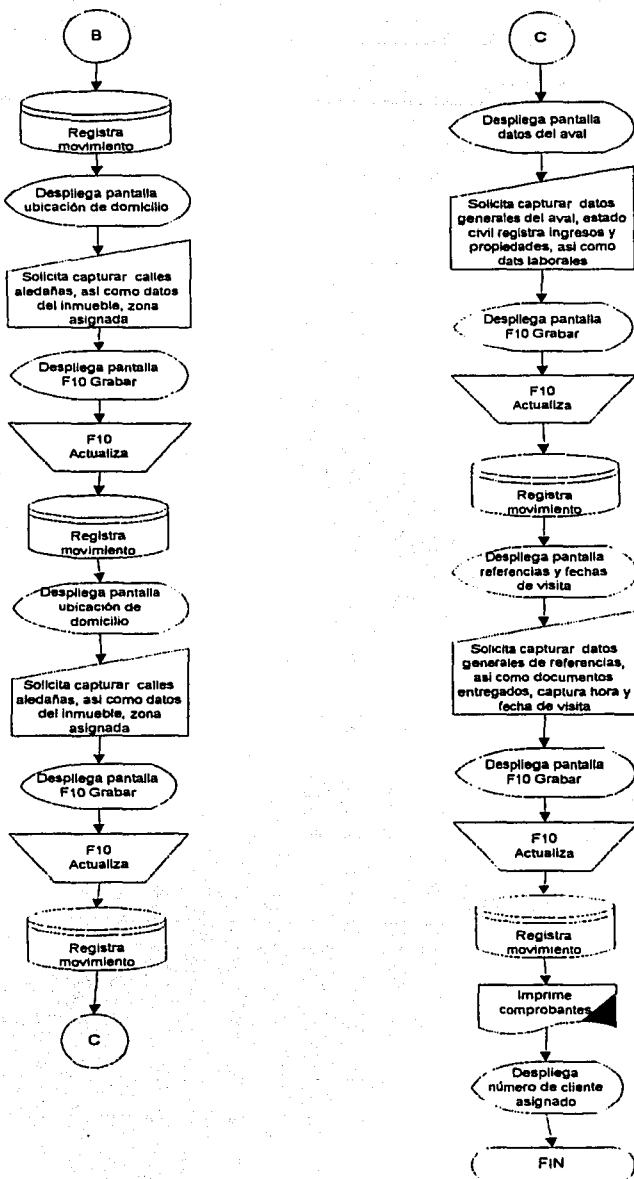 B
Registra
movimiento
Despliega pantalla
ubicación de domicilio
Solicita capturar calles
aledañas, asi como datos
del inmueble, zona
asignada
Despliega pantalla
F10 Grabar
F10
Actualiza
Registra
movimiento
Despliega pantalla
ubicación de
domicilio
Solicita capturar calles
aledañas, asi como datos
del inmueble, zona
asignada
Despliega pantalla
F10 Grabar
F10
Actualiza
Registra
movimiento
C
C
Despliega pantalla
datos del aval
Solicita capturar datos
generales del aval, estado
civil registra ingresos y
propiedades, asi como
dats laborales
Despliega pantalla
F10 Grabar
F10
Actualiza
Registra
movimiento
Despliega pantalla
referencias y fechas
de visita
Solicita capturar datos
generales de referencias,
asi como documentos
entregados, captura hora y
fecha de visita
Despliega pantalla
F10 Grabar
F10
Actualiza
Registra
movimiento
Imprime
comprobantes
Despliega
número de cliente
asignado
FIN